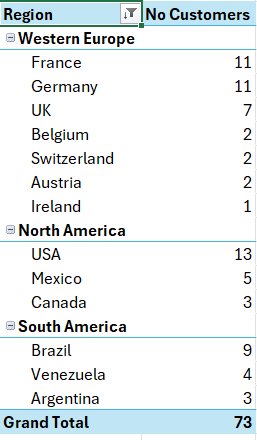 Region No Customers
Western Europe
France 11
Germany 11
UK 7
Belgium 2
Switzerland 2
Austria 2
Ireland 1
North America
USA 13
Mexico 5
Canada 3
South America
Brazil 9
Venezuela 4
Argentina 3
Grand Total 73